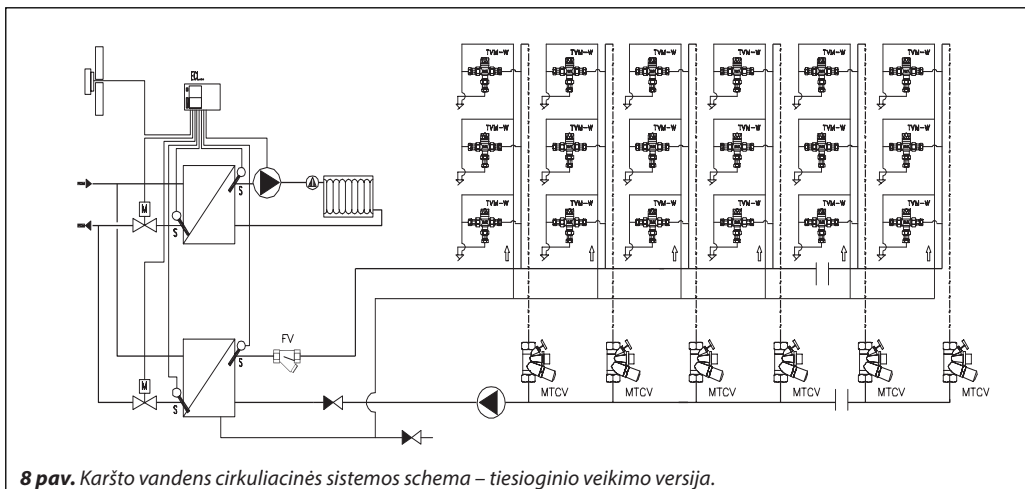 TVM-W TVM-W TVM-W TVM-W TVM-W TVM-W
ECL
TVM-W TVM-W TVM-W TVM-W TVM-W TVM-W
S
M
S
TVM-W TVM-W TVM-W TVM-W TVM-W TVM-W
FV
S
M
S
MTCV MTCV MTCV MTCV MTCV MTCV
8 pav. Karšto vandens cirkuliacinės sistemos schema – tiesioginio veikimo versija.